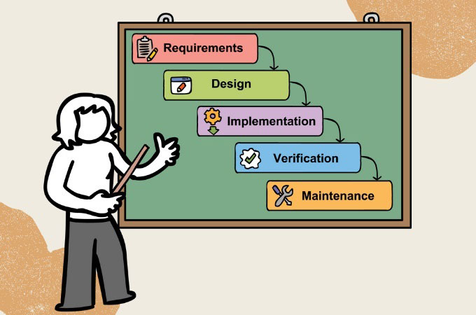 Requirements
Design
Implementation
Verification
Maintenance